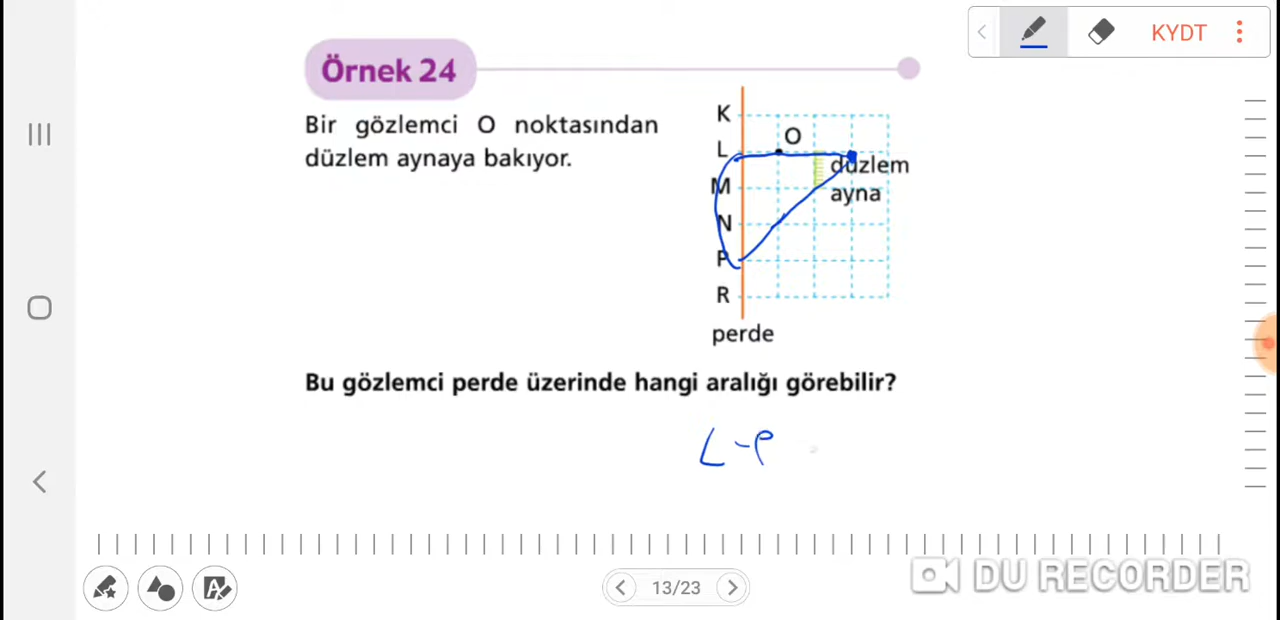 KYDT
Örnek 24
Bir gözlemci O noktasından
düzlem aynaya bakıyor.
K
L
M
N
P
R
O
düzlem
ayna
perde
Bu gözlemci perde üzerinde hangi aralığı görebilir?
L-P
13/23
DU RECORDER